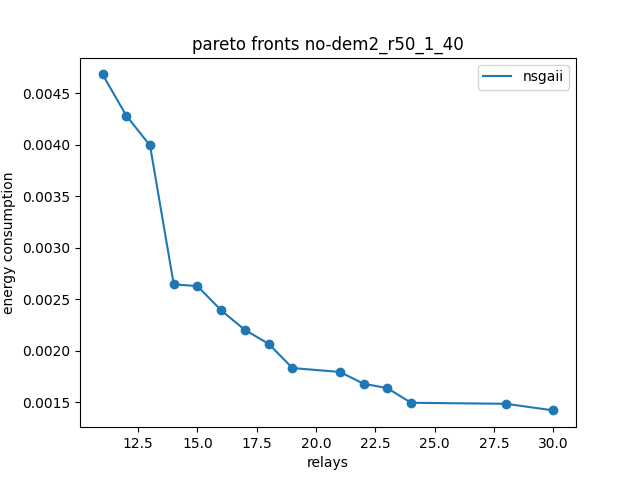 pareto fronts no-dem2_r50_1_40
nsgaii
energy consumption
0.0045
0.0040
0.0035
0.0030
0.0025
0.0020
0.0015
12.5 15.0 17.5 20.0 22.5 25.0 27.5 30.0
relays